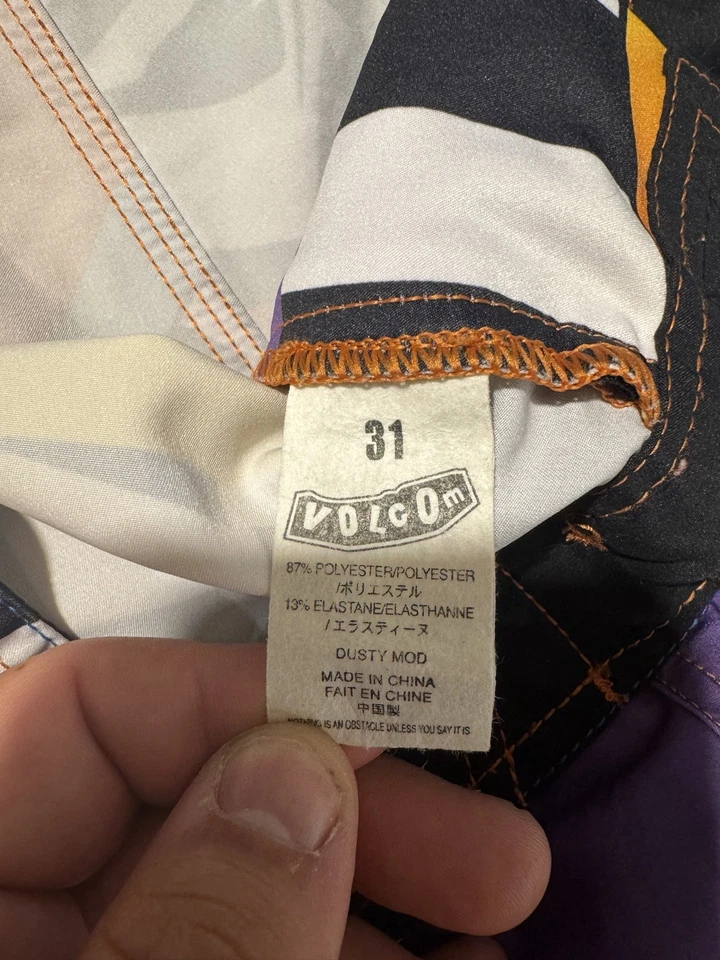 31
VOLCOM
87% POLYESTER/POLYESTER
/ポリエステル
13% ELASTANE/ELASTHANNE
/エラスティーヌ
DUSTY MOD
MADE IN CHINA
FAIT EN CHINE
中国製
NOTHING IS AN OBSTACLE UNLESS YOU SAY IT IS